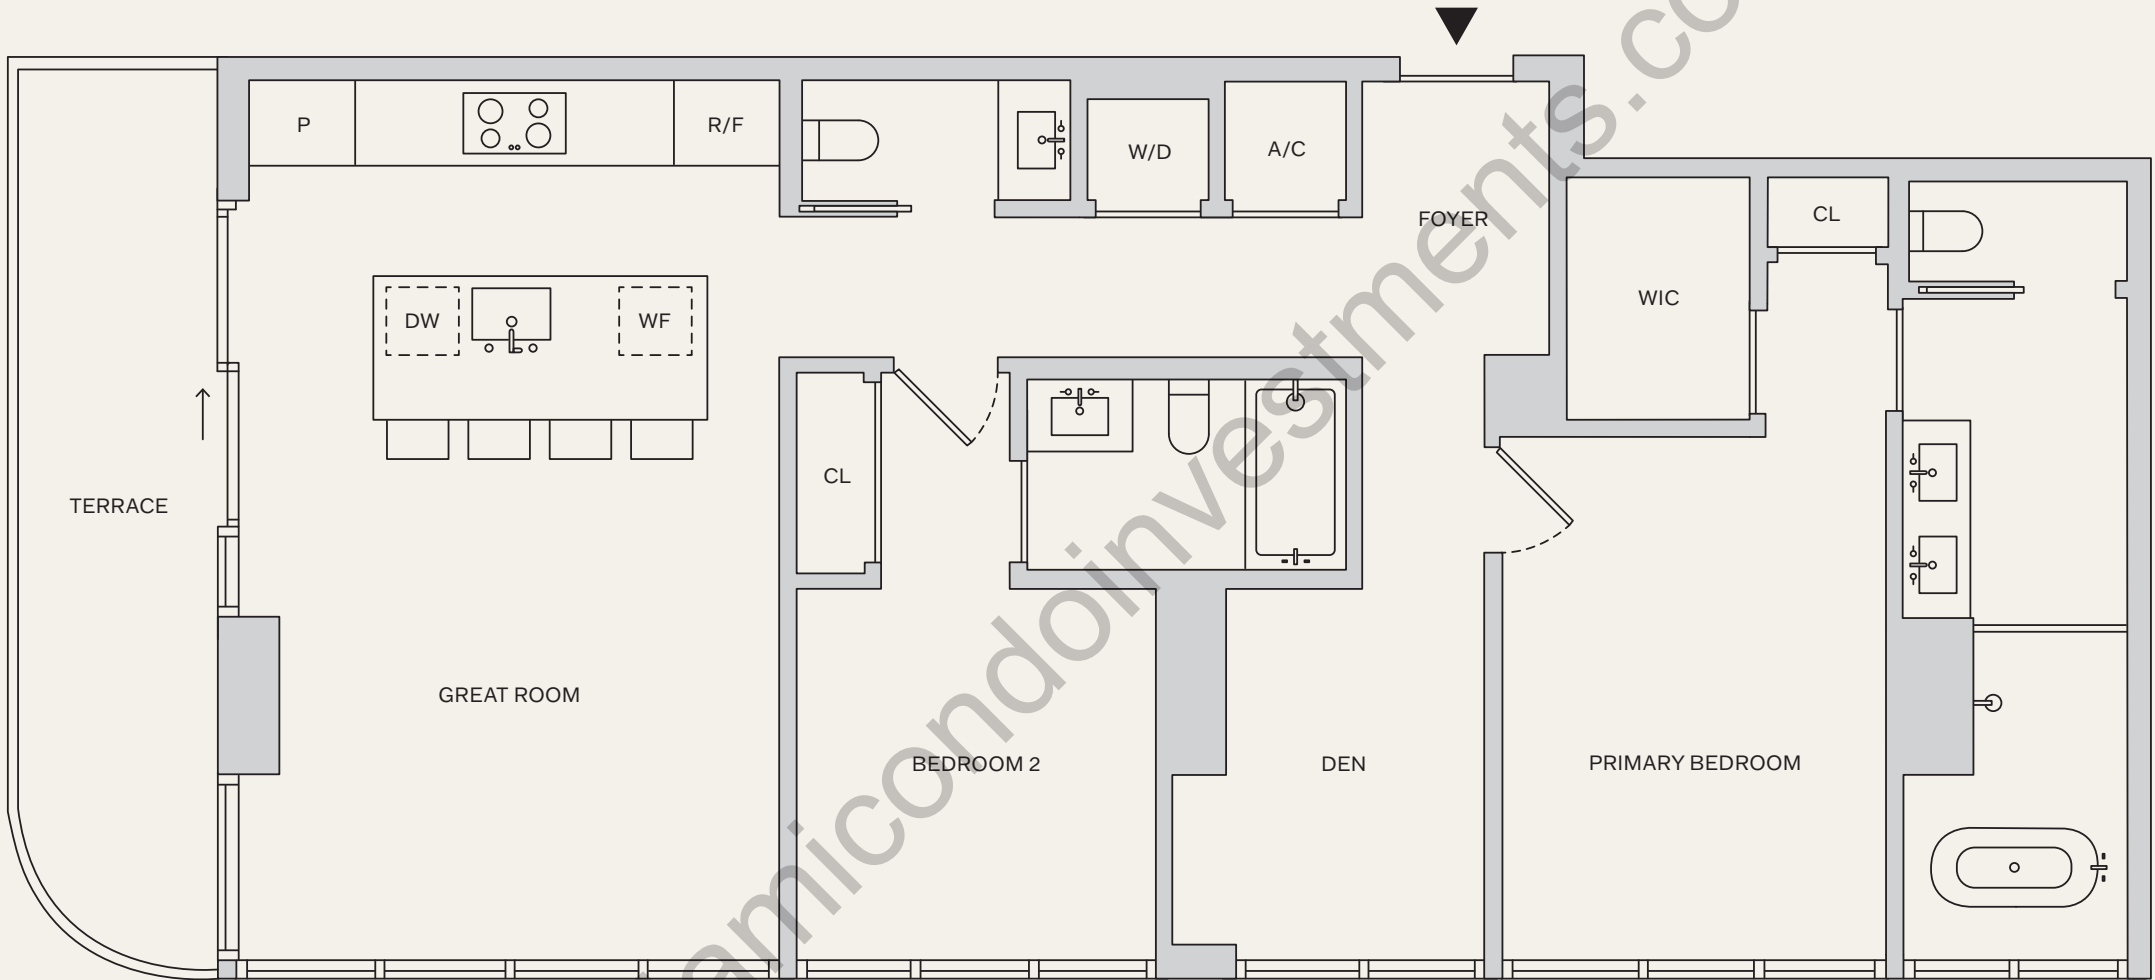 P
R/F
W/D
A/C
FOYER
CL
WIC
DW
WF
CL
TERRACE
GREAT ROOM
BEDROOM 2
DEN
PRIMARY BEDROOM
amicondoinvestments.co